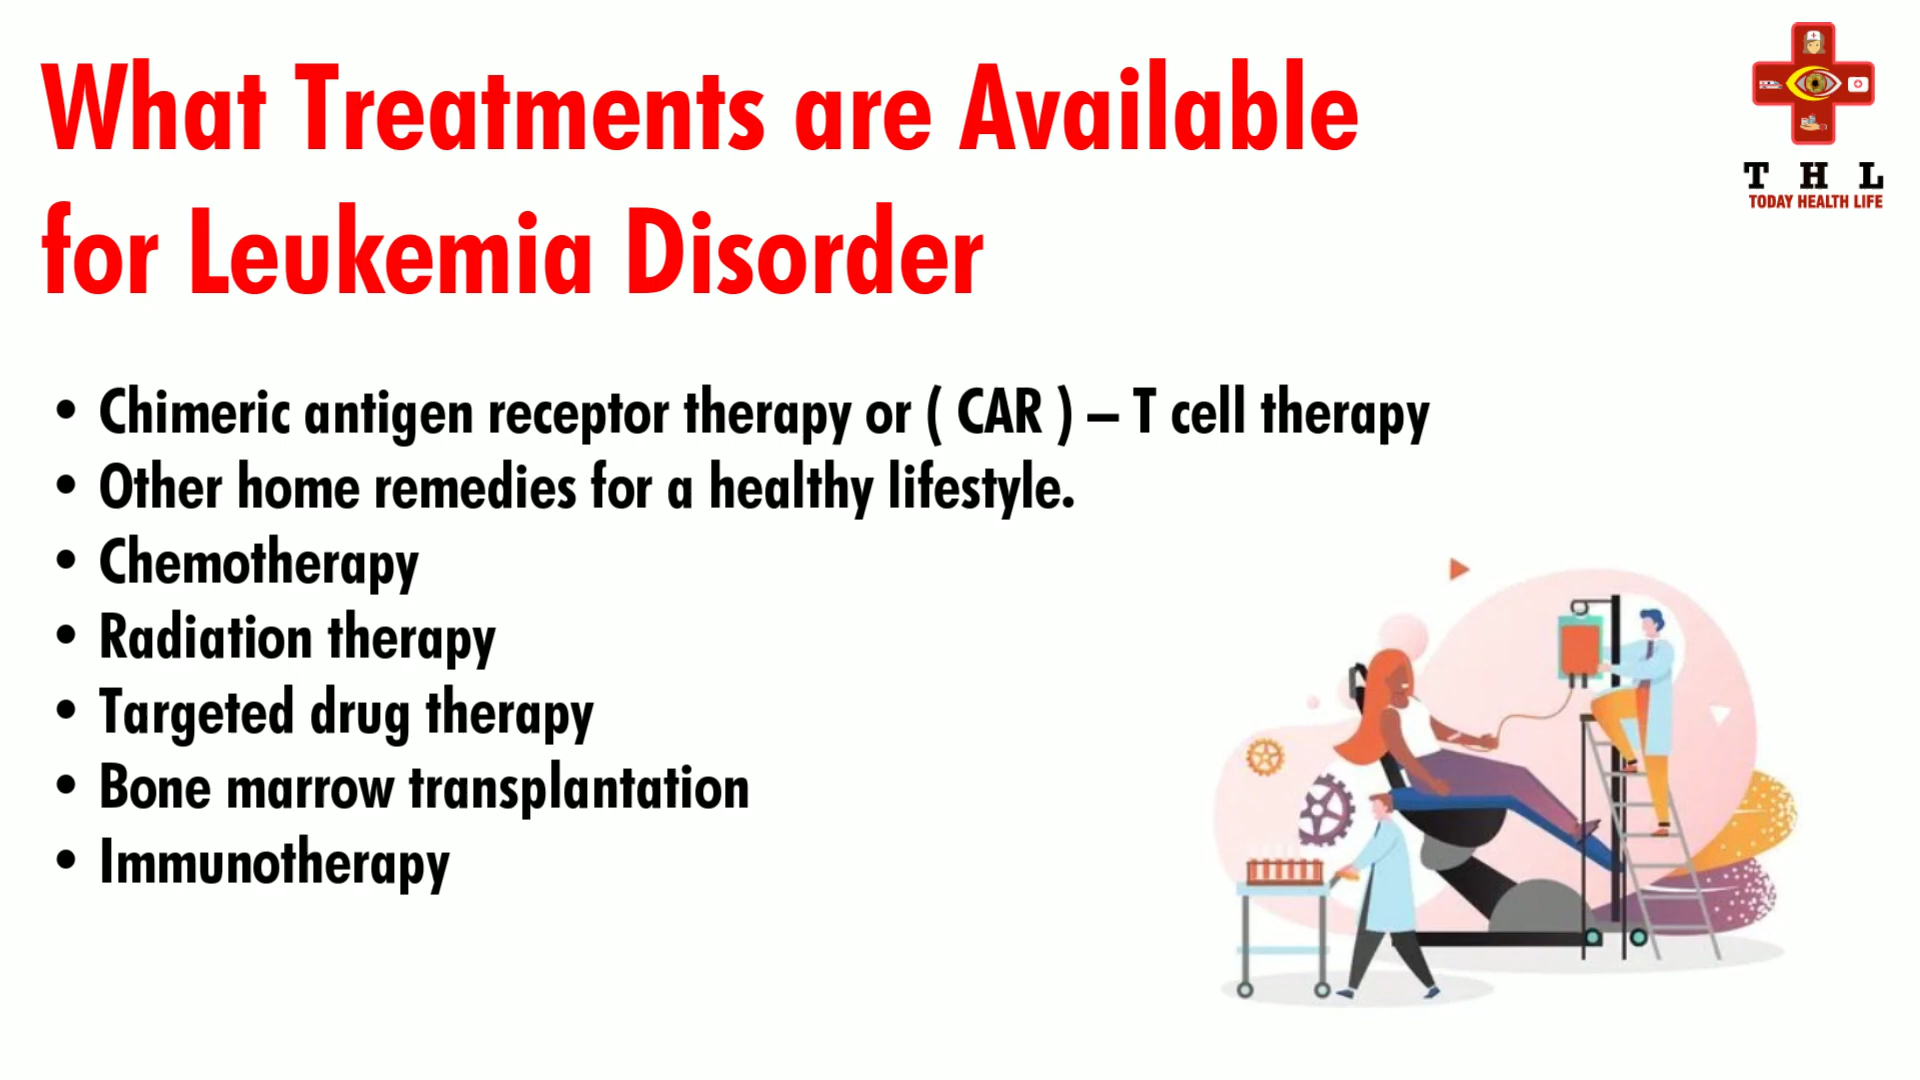 What Treatments are Available
for Leukemia Disorder
T H L
TODAY HEALTH LIFE
• Chimeric antigen receptor therapy or ( CAR ) – T cell therapy
• Other home remedies for a healthy lifestyle.
• Chemotherapy
• Radiation therapy
• Targeted drug therapy
• Bone marrow transplantation
• Immunotherapy